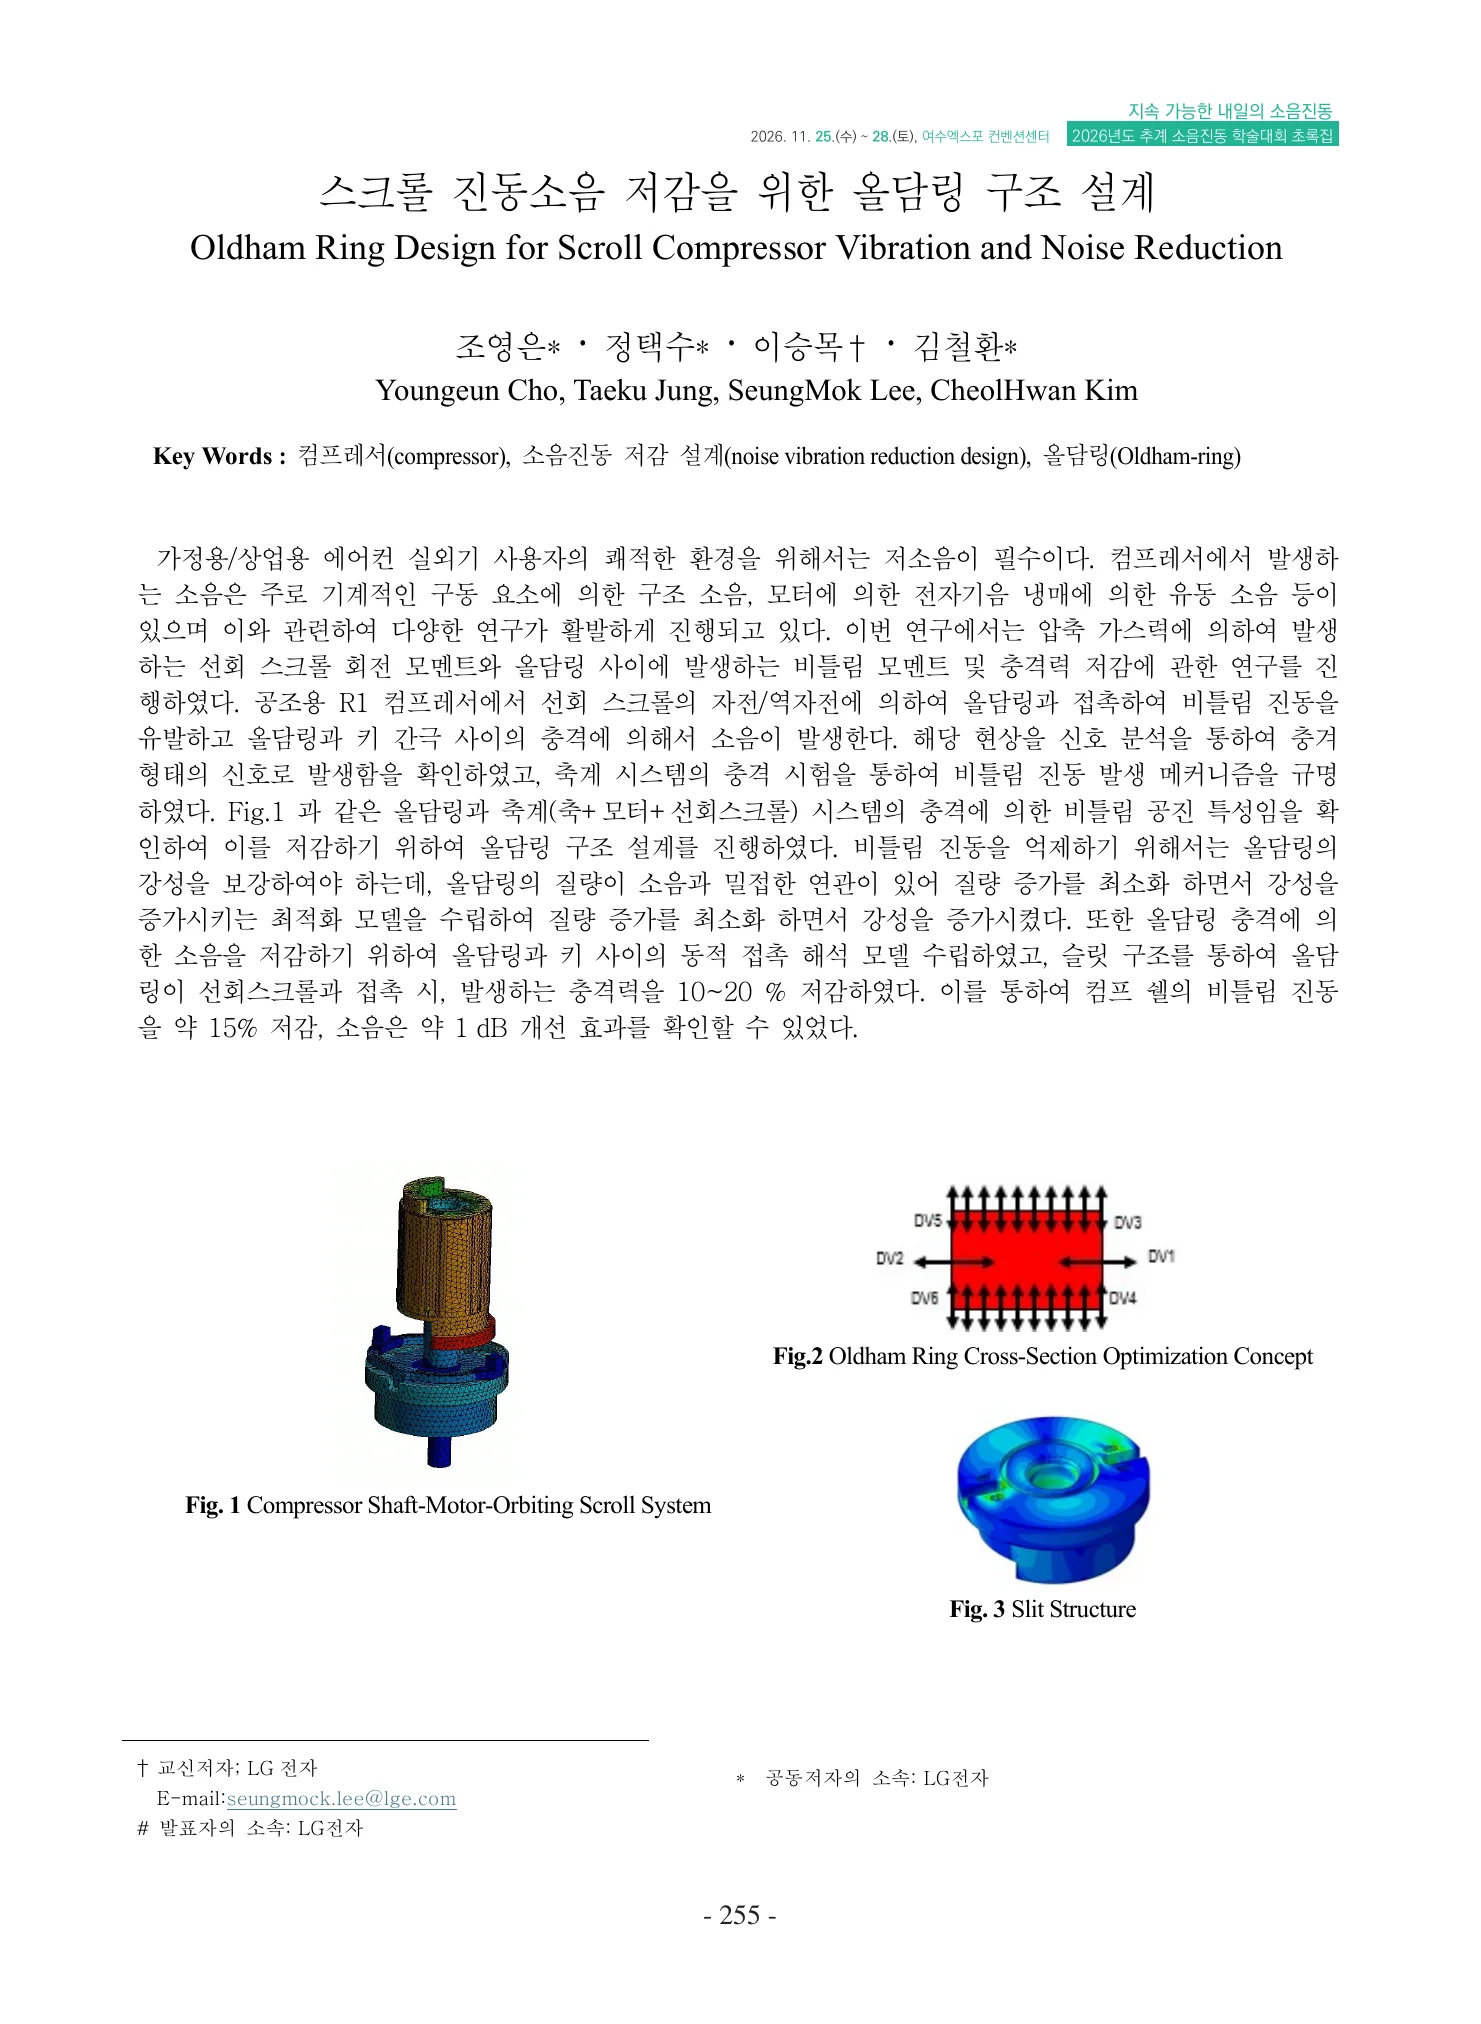 지속 가능한 내일의 소음진동
2026. 11. 25.(수) ~ 28.(토), 여수엑스포 컨벤션센터 2026년도 추계 소음진동 학술대회 초록집
스크롤 진동소음 저감을 위한 올담링 구조 설계
Oldham Ring Design for Scroll Compressor Vibration and Noise Reduction
조영은* · 정택수* · 이승목† · 김철환*
Youngeun Cho, Taeku Jung, SeungMok Lee, CheolHwan Kim
Key Words : 컴프레서(compressor), 소음진동 저감 설계(noise vibration reduction design), 올담링(Oldham-ring)
가정용/상업용 에어컨 실외기 사용자의 쾌적한 환경을 위해서는 저소음이 필수이다. 컴프레서에서 발생하
는 소음은 주로 기계적인 구동 요소에 의한 구조 소음, 모터에 의한 전자기음 냉매에 의한 유동 소음 등이
있으며 이와 관련하여 다양한 연구가 활발하게 진행되고 있다. 이번 연구에서는 압축 가스력에 의하여 발생
하는 선회 스크롤 회전 모멘트와 올담링 사이에 발생하는 비틀림 모멘트 및 충격력 저감에 관한 연구를 진
행하였다. 공조용 R1 컴프레서에서 선회 스크롤의 자전/역자전에 의하여 올담링과 접촉하여 비틀림 진동을
유발하고 올담링과 키 간극 사이의 충격에 의해서 소음이 발생한다. 해당 현상을 신호 분석을 통하여 충겨
형태의 신호로 발생함을 확인하였고, 축계 시스템의 충격 시험을 통하여 비틀림 진동 발생 메커니즘을 규명
하였다. Fig.1 과 같은 올담링과 축계(축+ 모터+ 선회스크롤) 시스템의 충격에 의한 비틀림 공진 특성임을 확
인하여 이를 저감하기 위하여 올담링 구조 설계를 진행하였다. 비틀림 진동을 억제하기 위해서는 올담링의
강성을 보강하여야 하는데, 올담링의 질량이 소음과 밀접한 연관이 있어 질량 증가를 최소화 하면서 강성을
증가시키는 최적화 모델을 수립하여 질량 증가를 최소화 하면서 강성을 증가시켰다. 또한 올담링 충격에 의
한 소음을 저감하기 위하여 올담링과 키 사이의 동적 접촉 해석 모델 수립하였고, 슬릿 구조를 통하여 올담
링이 선회스크롤과 접촉 시, 발생하는 충격력을 10~20 % 저감하였다. 이를 통하여 컴프 쉘의 비틀림 진동
을 약 15% 저감, 소음은 약 1 dB 개선 효과를 확인할 수 있었다.
DV5 DV3
DV2 DV1
DV6 DV4
Fig.2 Oldham Ring Cross-Section Optimization Concept
Fig. 1 Compressor Shaft-Motor-Orbiting Scroll System
Fig. 3 Slit Structure
† 교신저자; LG 전자
E-mail:seungmock.lee@lge.com
# 발표자의 소속: LG전자
* 공동저자의 소속: LG전자
- 255 -